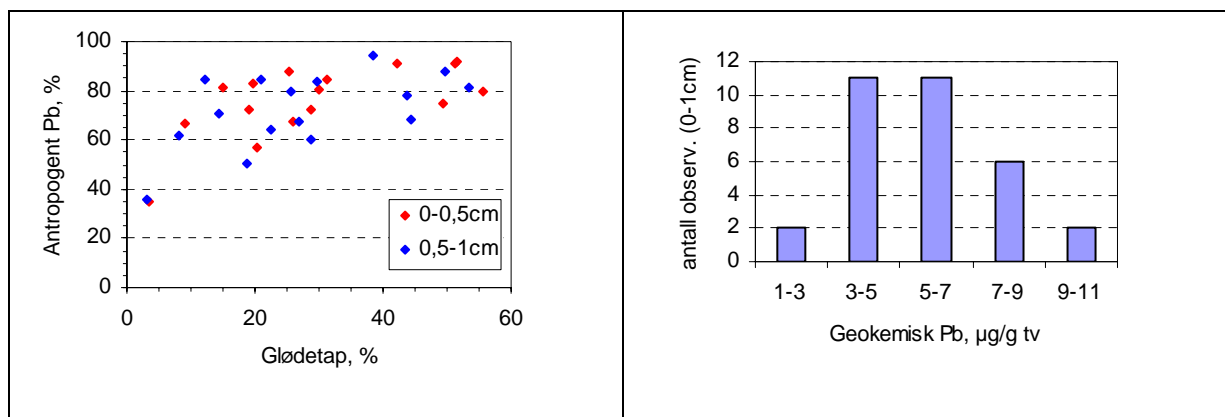 Antropogent Pb, %
100
80
60
40
20
0
0 20 40 60
Glødetap, %
0-0,5cm
0,5-1cm
antall observ. (0-1cm)
12
10
8
6
4
2
0
1-3 3-5 5-7 7-9 9-11
Geokemisk Pb, µg/g tv